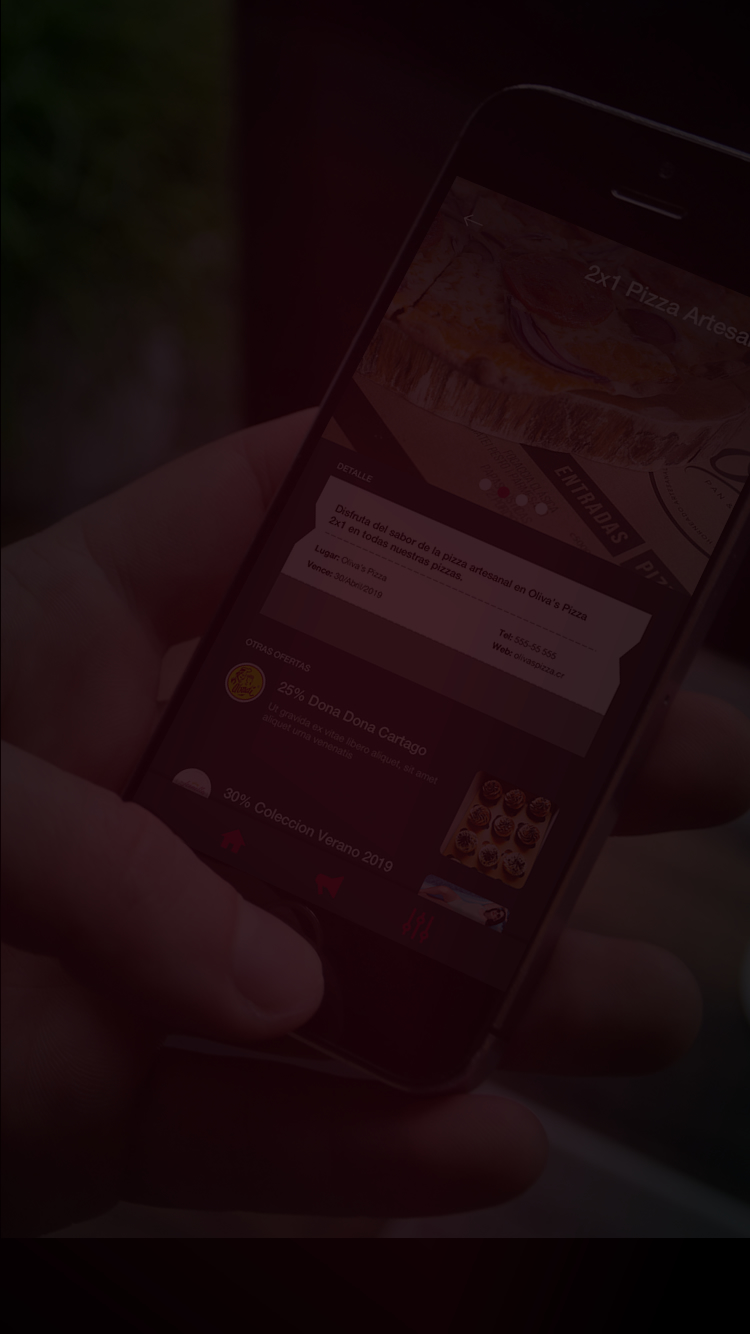 2x1 Pizza Artesa
ENTRADAS
DETALLE
Disfruta del sabor de la pizza artesanal en Oliva's Pizza
2x1 en todas nuestras pizzas.
Lugar: Oliva's Pizza
Vence: 30/Abril/2019
Tel: 555-55 555
Web: olivaspizza.cr
OTRAS OFERTAS
25% Dona Dona Cartago
Ut gravida ex vitae libero aliquet, sit amet
aliquet urna venenatis
30% Coleccion Verano 2019